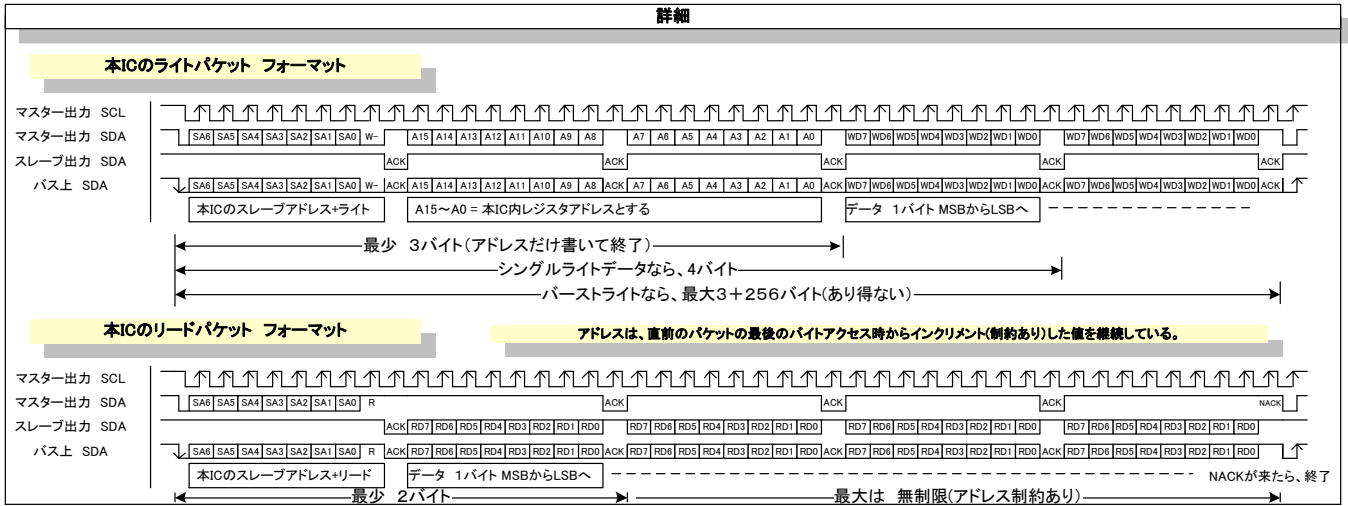 詳細
本ICのライトパケット フォーマット
マスター出力 SCL
マスター出力 SDA SA6 SA5 SA4 SA3 SA2 SA1 SA0 W- A15 A14 A13 A12 A11 A10 A9 A8 A7 A6 A5 A4 A3 A2 A1 A0 WD7 WD6 WD5 WD4 WD3 WD2 WD1 WD0 WD7 WD6 WD5 WD4 WD3 WD2 WD1 WD0
スレーブ出力 SDA ACK ACK ACK ACK ACK
バス上 SDA SA6 SA5 SA4 SA3 SA2 SA1 SA0 W- ACK A15 A14 A13 A12 A11 A10 A9 A8 ACK A7 A6 A5 A4 A3 A2 A1 A0 ACK WD7 WD6 WD5 WD4 WD3 WD2 WD1 WD0 ACK WD7 WD6 WD5 WD4 WD3 WD2 WD1 WD0 ACK
本ICのスレーブアドレス+ライト A15～A0 = 本IC内レジスタアドレスとする データ 1バイト MSBからLSBへ
最少 3バイト(アドレスだけ書いて終了)
シングルライトデータなら、4バイト
バーストライトなら、最大3＋256バイト(あり得ない)
本ICのリードパケット フォーマット アドレスは、直前のパケットの最後のバイトアクセス時からインクリメント(制約あり)した値を継続している。
マスター出力 SCL
マスター出力 SDA SA6 SA5 SA4 SA3 SA2 SA1 SA0 R ACK ACK ACK NACK
スレーブ出力 SDA ACK RD7 RD6 RD5 RD4 RD3 RD2 RD1 RD0 RD7 RD6 RD5 RD4 RD3 RD2 RD1 RD0 RD7 RD6 RD5 RD4 RD3 RD2 RD1 RD0 RD7 RD6 RD5 RD4 RD3 RD2 RD1 RD0
バス上 SDA SA6 SA5 SA4 SA3 SA2 SA1 SA0 R ACK RD7 RD6 RD5 RD4 RD3 RD2 RD1 RD0 ACK RD7 RD6 RD5 RD4 RD3 RD2 RD1 RD0 ACK RD7 RD6 RD5 RD4 RD3 RD2 RD1 RD0 ACK RD7 RD6 RD5 RD4 RD3 RD2 RD1 RD0
本ICのスレーブアドレス+リード データ 1バイト MSBからLSBへ NACKが来たら、終了
最少 2バイト 最大は 無制限(アドレス制約あり)